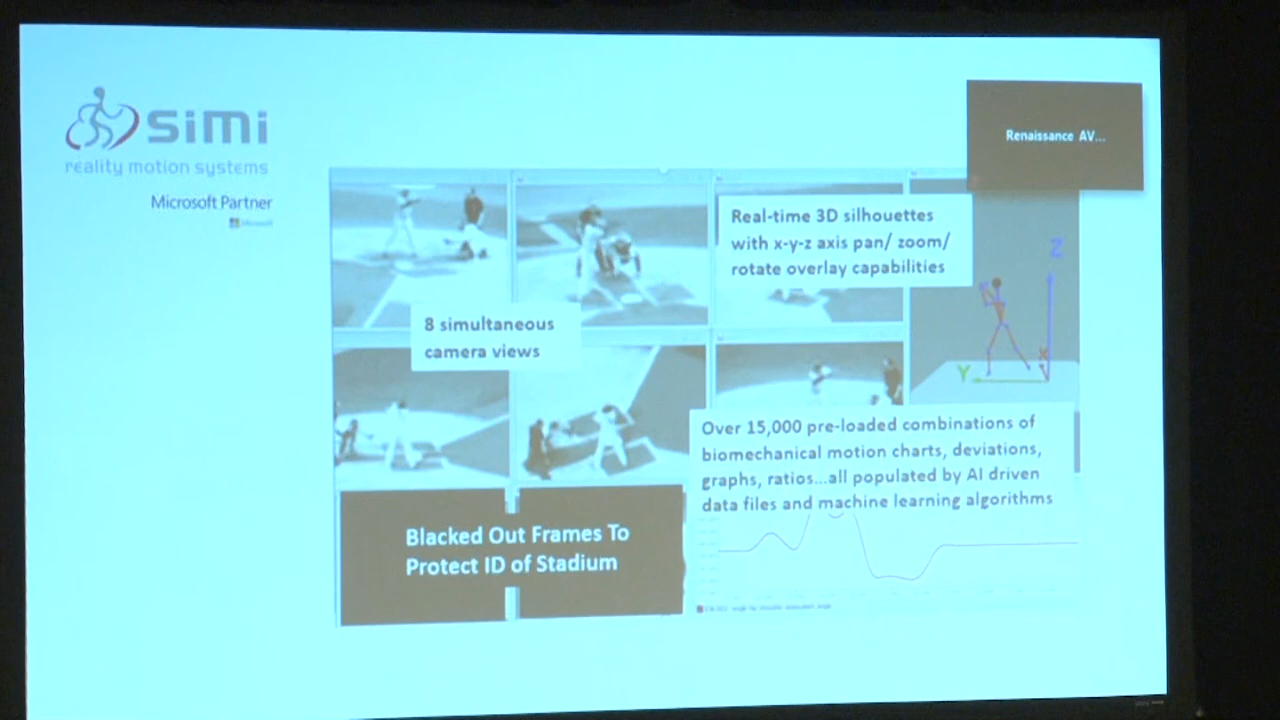 simi
reality motion systems
Microsoft Partner
Microsoft
Renaissance AV...
Real-time 3D silhouettes
with x-y-z axis pan/ zoom/
rotate overlay capabilities
8 simultaneous
camera views
Z
X
Y
Over 15,000 pre-loaded combinations of
biomechanical motion charts, deviations,
graphs, ratios...all populated by AI driven
data files and machine learning algorithms
Blacked Out Frames To
Protect ID of Stadium